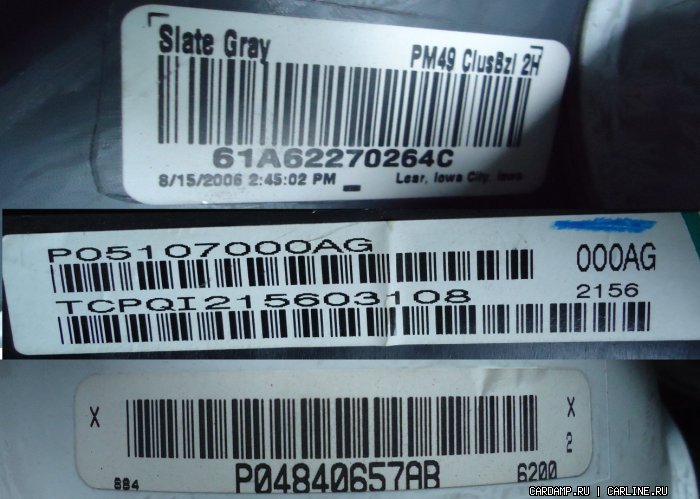 Slate Gray PM49 ClusBzl 2H
61A62270264C
8/15/2006 2:45:02 PM Lear, Iowa City, Iowa
P05107000AG 000AG
TCPQI215603108 2156
X X
2
884 P04840657AB 6200
CARDAMP.RU | CARLINE.RU